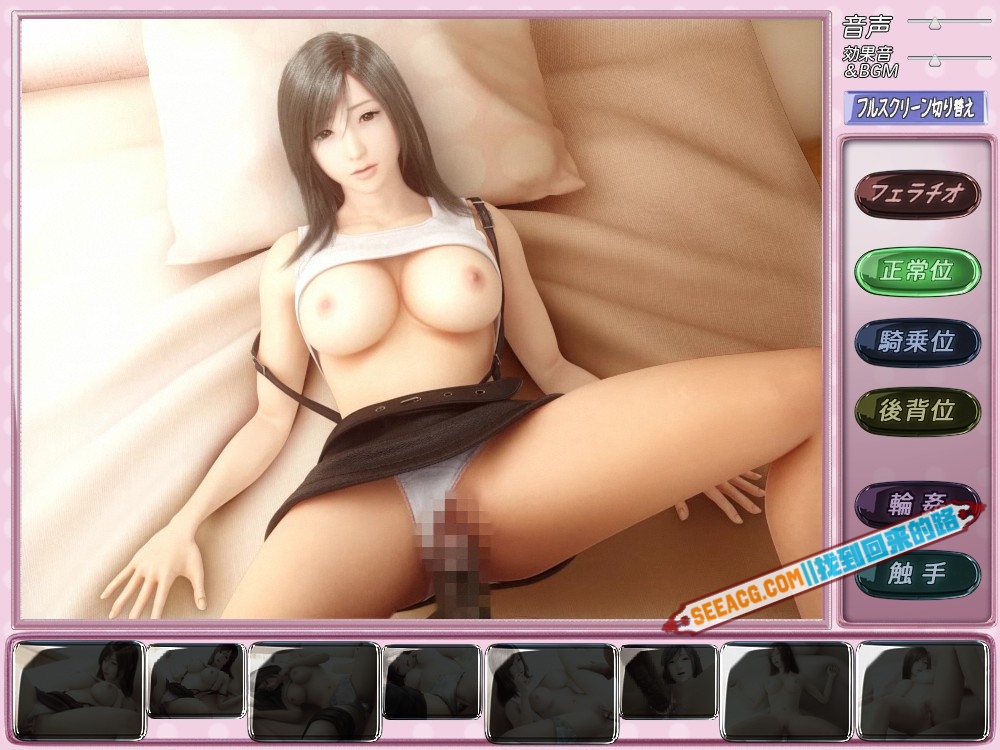 音声
効果音
&BGM
フルスクリーン切り替え
フェラチオ
正常位
騎乗位
後背位
輪姦
触手
SEEACG.COM||找到回来的路